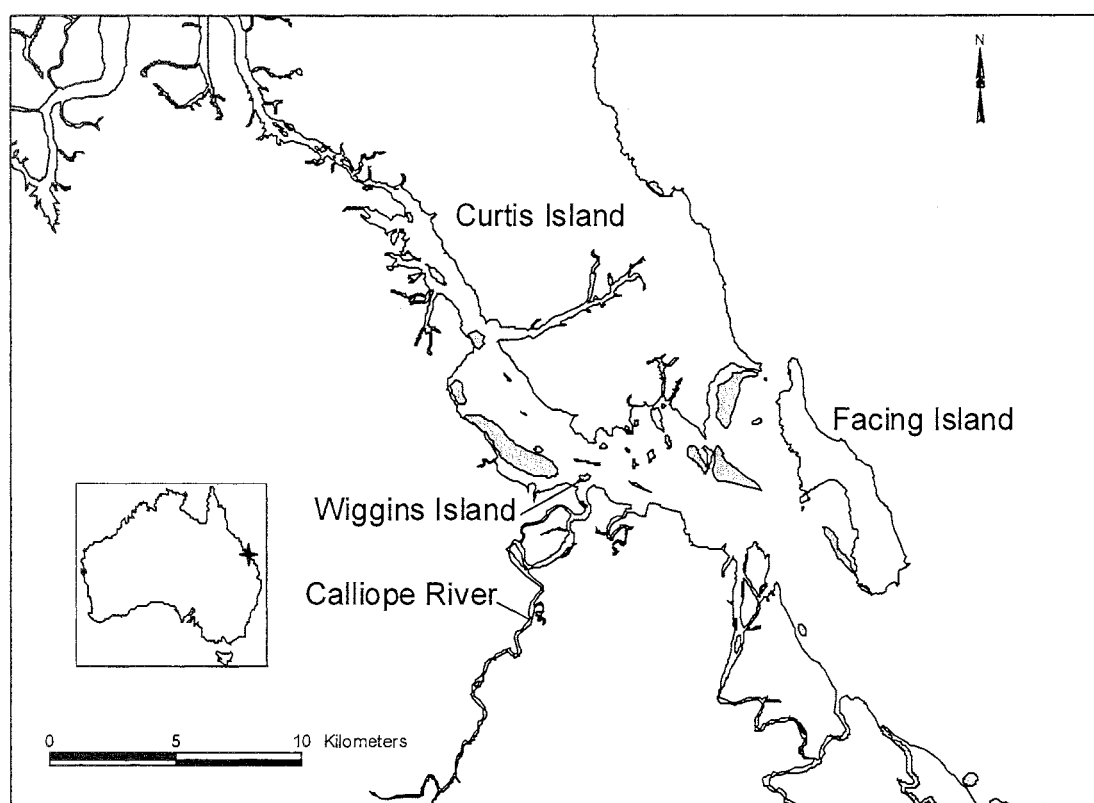 N
Curtis Island
Facing Island
Wiggins Island
Calliope River
0 5 10 Kilometers